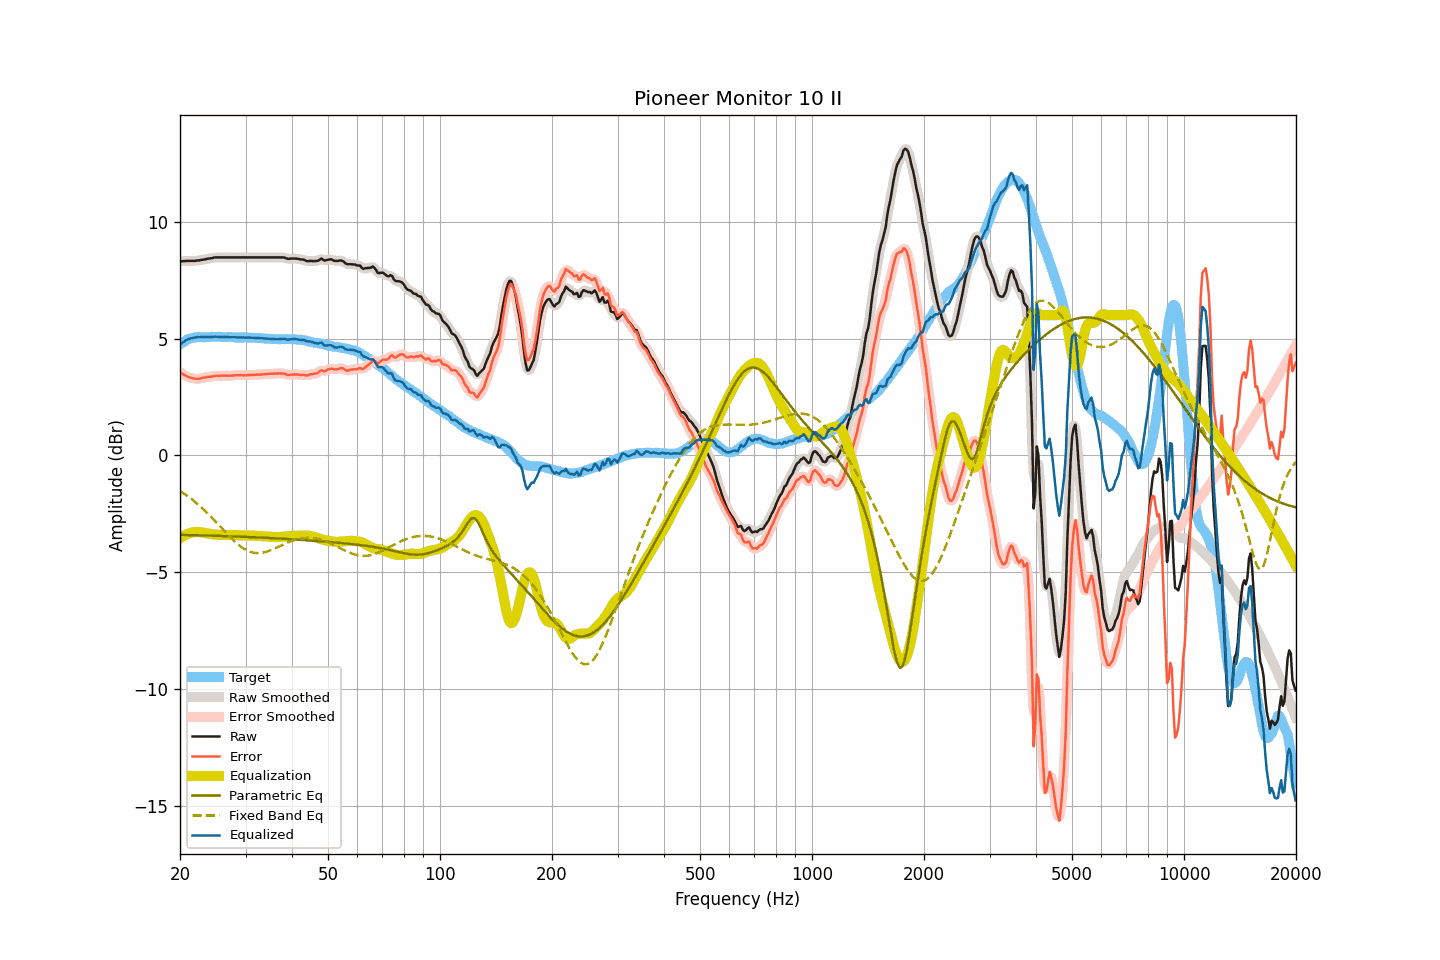 Pioneer Monitor 10 II
Amplitude (dBr)
10
5
0
−5
−10
−15
Target
Raw Smoothed
Error Smoothed
Raw
Error
Equalization
Parametric Eq
Fixed Band Eq
Equalized
20 50 100 200 500 1000 2000 5000 10000 20000
Frequency (Hz)